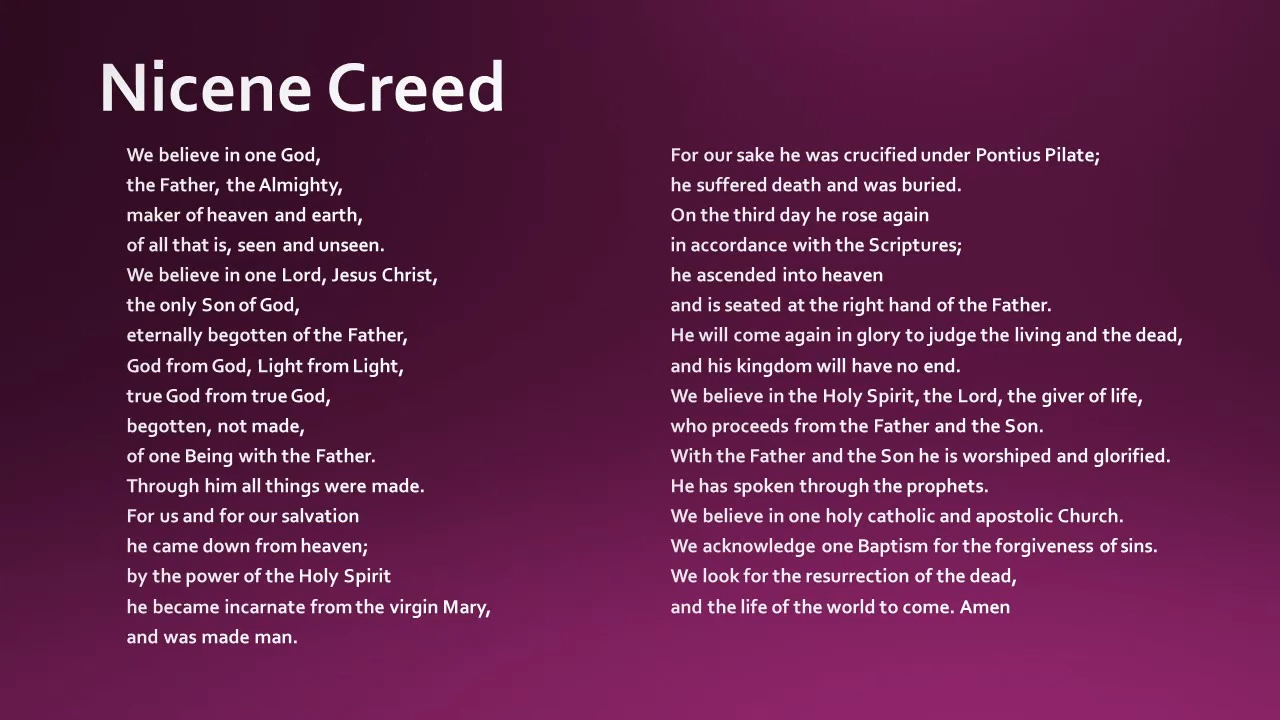 Nicene Creed
We believe in one God,
the Father, the Almighty,
maker of heaven and earth,
of all that is, seen and unseen.
We believe in one Lord, Jesus Christ,
the only Son of God,
eternally begotten of the Father,
God from God, Light from Light,
true God from true God,
begotten, not made,
of one Being with the Father.
Through him all things were made.
For us and for our salvation
he came down from heaven;
by the power of the Holy Spirit
he became incarnate from the virgin Mary,
and was made man.
For our sake he was crucified under Pontius Pilate;
he suffered death and was buried.
On the third day he rose again
in accordance with the Scriptures;
he ascended into heaven
and is seated at the right hand of the Father.
He will come again in glory to judge the living and the dead,
and his kingdom will have no end.
We believe in the Holy Spirit, the Lord, the giver of life,
who proceeds from the Father and the Son.
With the Father and the Son he is worshiped and glorified.
He has spoken through the prophets.
We believe in one holy catholic and apostolic Church.
We acknowledge one Baptism for the forgiveness of sins.
We look for the resurrection of the dead,
and the life of the world to come. Amen